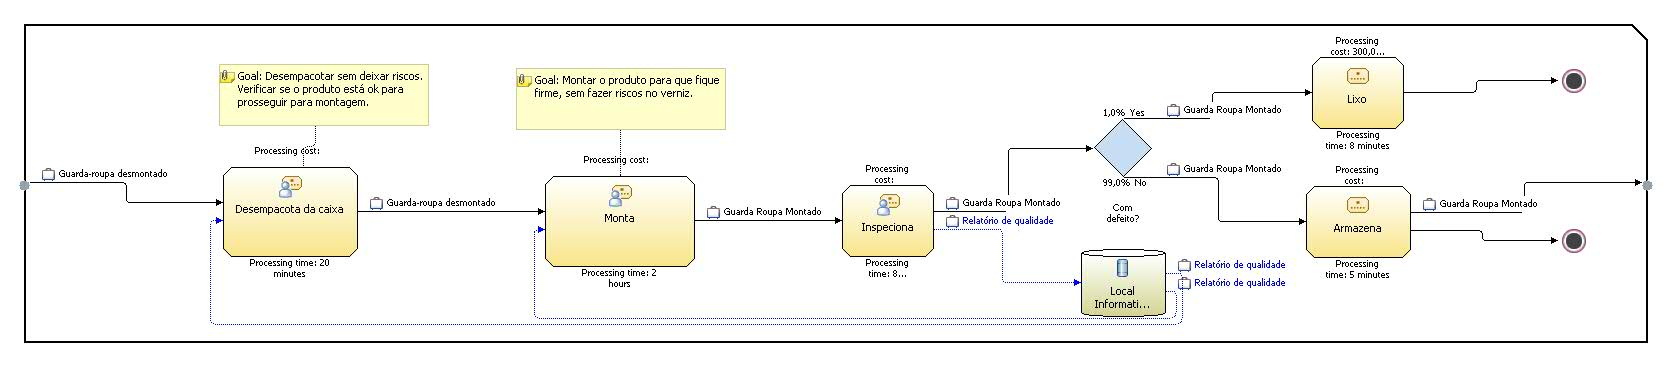 Goal: Desempacotar sem deixar riscos.
Verificar se o produto está ok para
prosseguir para montagem.
Goal: Montar o produto para que fique
firme, sem fazer riscos no verniz.
Guarda-roupa desmontado
Processing cost:
Desempacota da caixa
Processing time: 20
minutes
Guarda-roupa desmontado
Processing cost:
Monta
Processing time: 2
hours
Guarda Roupa Montado
Processing
cost:
Inspeciona
Processing
time: 8...
Guarda Roupa Montado
Relatório de qualidade
1,0% Yes
99,0% No
Com
defeito?
Guarda Roupa Montado
Processing
cost: 300,0...
Lixo
Processing
time: 8 minutes
Guarda Roupa Montado
Processing
cost:
Armazena
Processing
time: 5 minutes
Guarda Roupa Montado
Local
Informati...
Relatório de qualidade
Relatório de qualidade